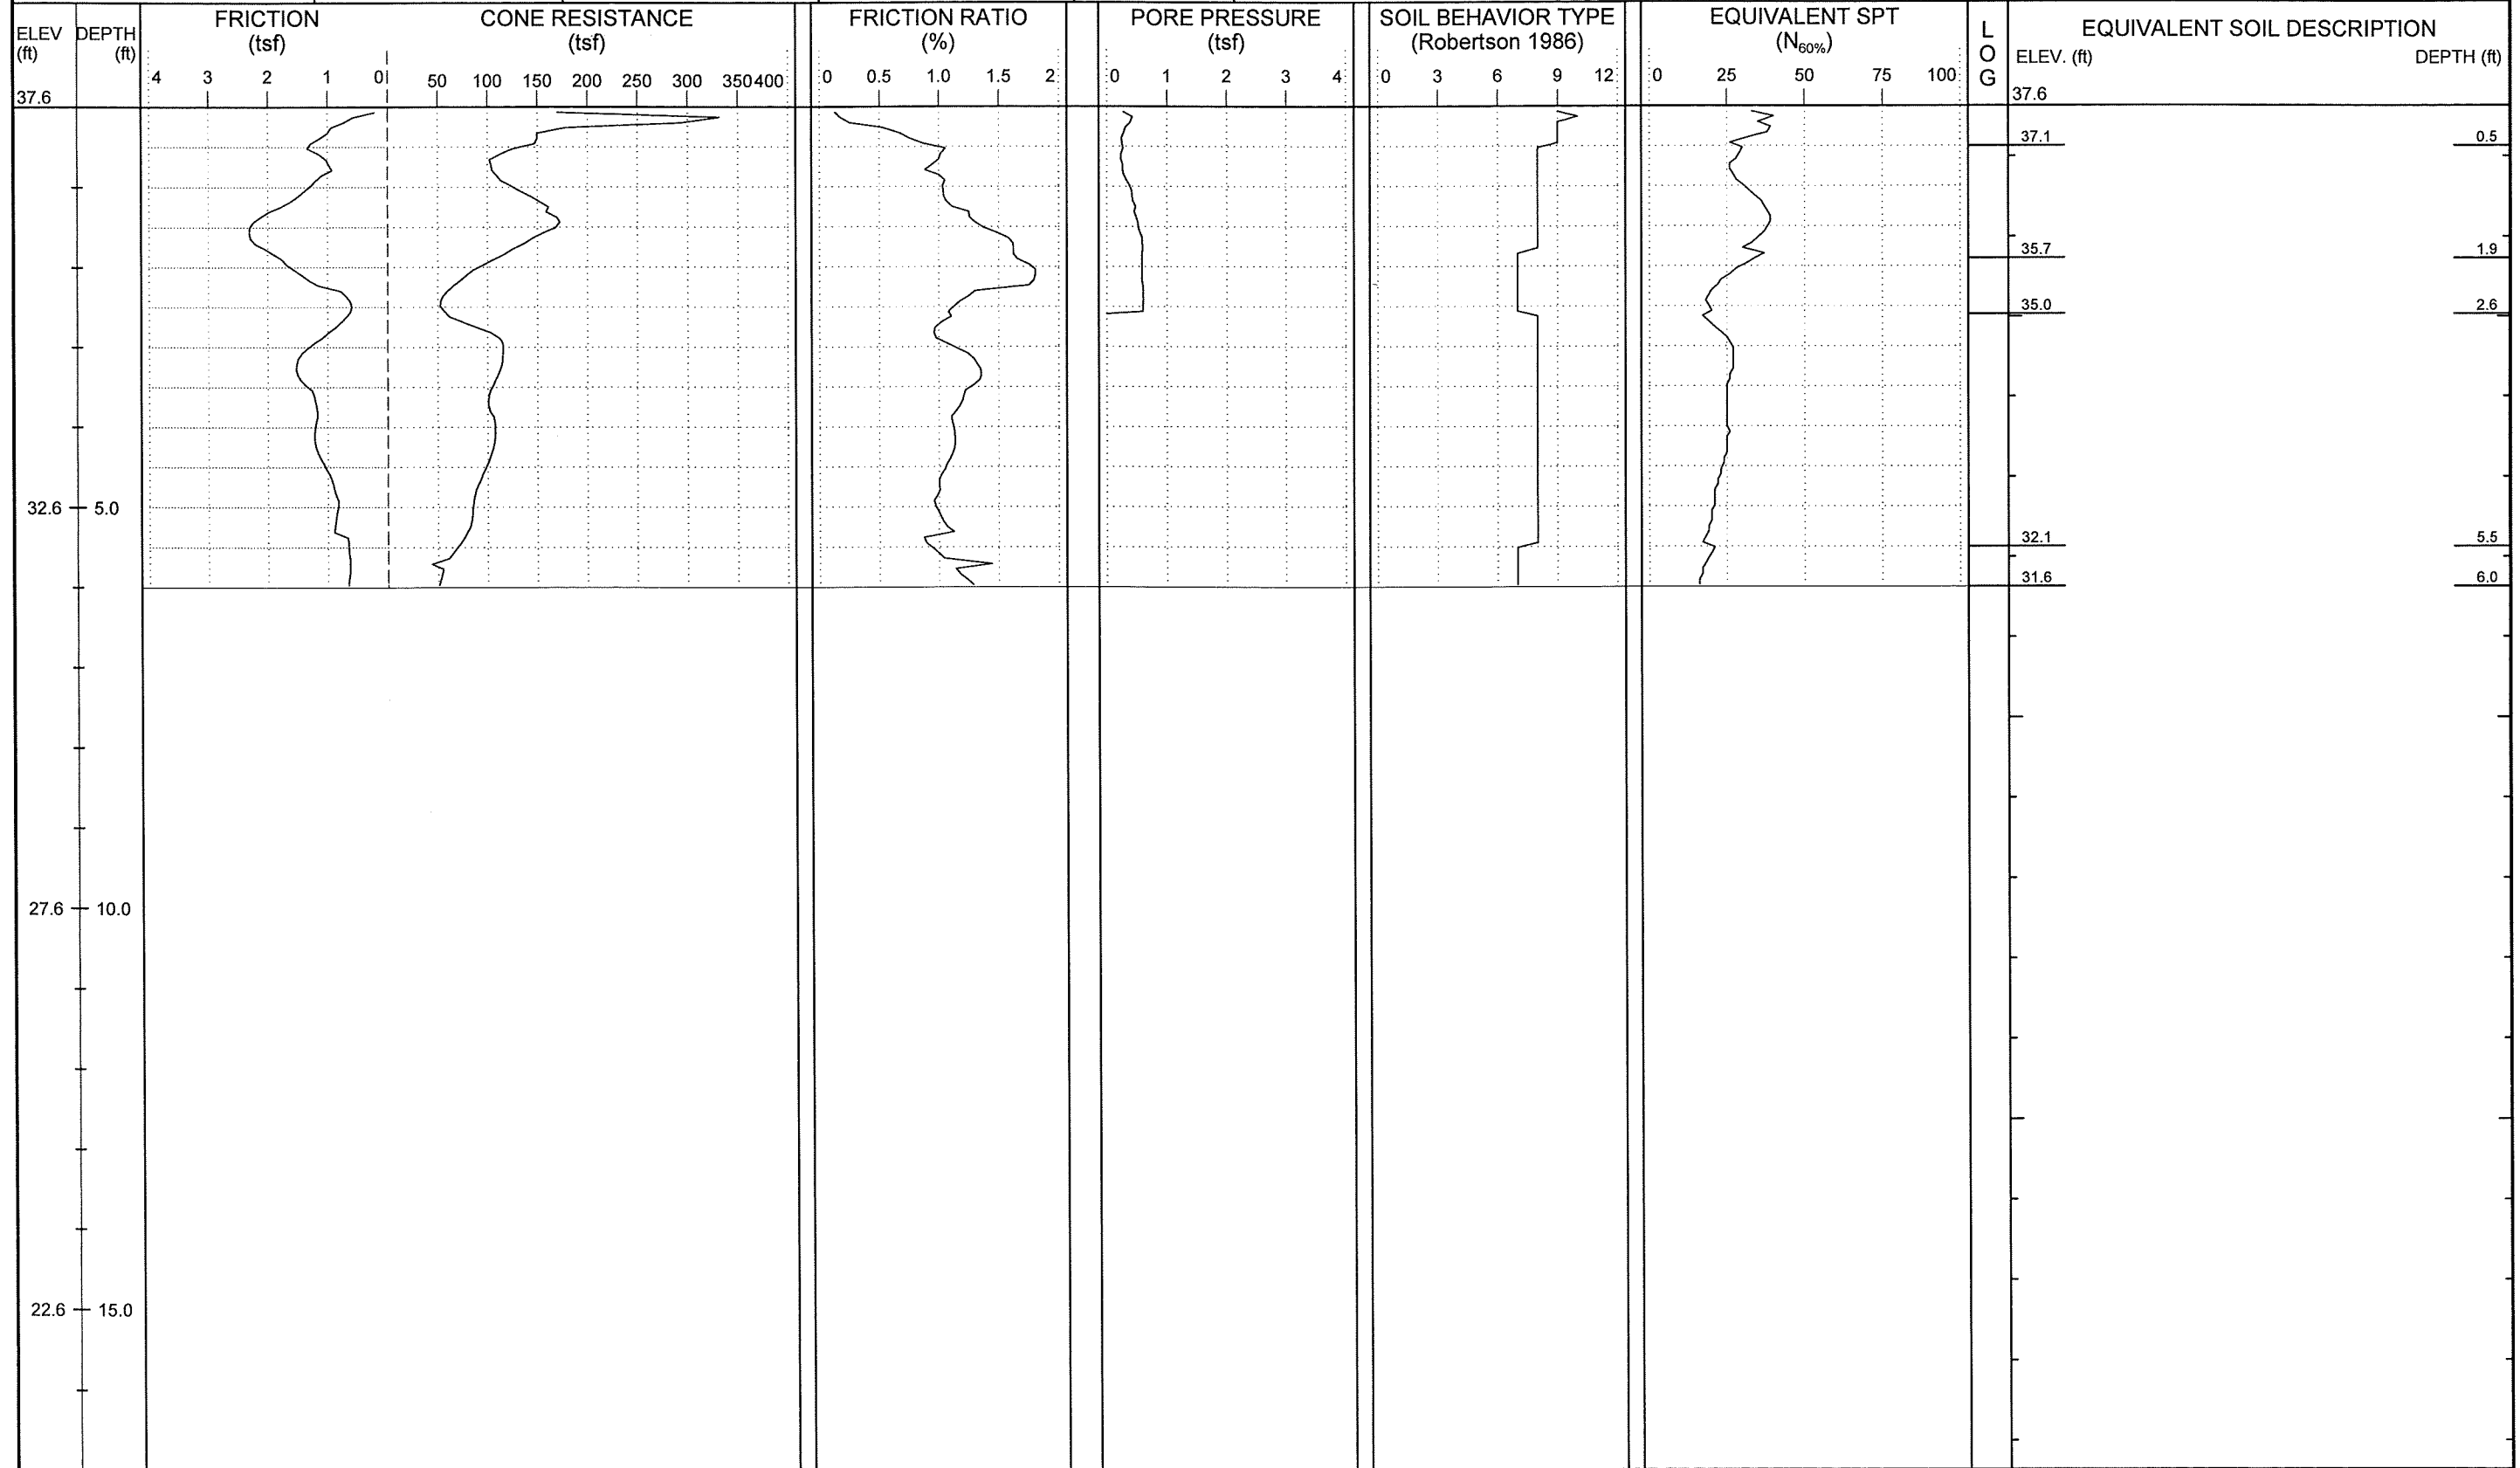 ELEV (ft)
DEPTH (ft)
FRICTION
(tsf)
4 3 2 1 0
CONE RESISTANCE
(tsf)
50 100 150 200 250 300 350 400
FRICTION RATIO
(%)
0 0.5 1.0 1.5 2
PORE PRESSURE
(tsf)
0 1 2 3 4
SOIL BEHAVIOR TYPE
(Robertson 1986)
0 3 6 9 12
EQUIVALENT SPT
(N60%)
0 25 50 75 100
LOG
EQUIVALENT SOIL DESCRIPTION
ELEV. (ft) DEPTH (ft)
37.6
37.6
37.1 0.5
35.7 1.9
35.0 2.6
32.6 5.0
32.1 5.5
31.6 6.0
27.6 10.0
22.6 15.0